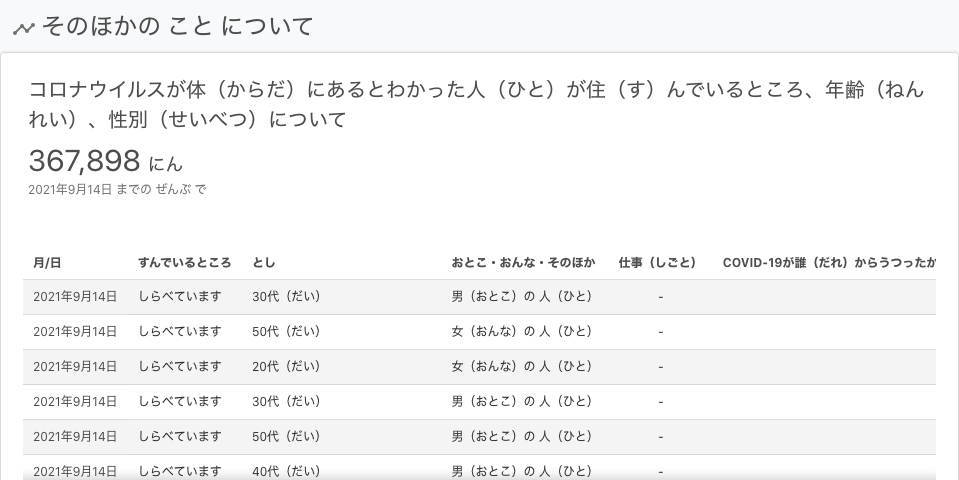 そのほかの こと について
コロナウイルスが体（からだ）にあるとわかった人（ひと）が住（す）んでいるところ、年齢（ねん
れい）、性別（せいべつ）について
367,898 にん
2021年9月14日 までの ぜんぶ で
月/日 すんでいるところ とし おとこ・おんな・そのほか 仕事（しごと） COVID-19が誰（だれ）からうつったか
2021年9月14日 しらべています 30代（だい） 男（おとこ）の 人（ひと） -
2021年9月14日 しらべています 50代（だい） 女（おんな）の 人（ひと） -
2021年9月14日 しらべています 20代（だい） 女（おんな）の 人（ひと） -
2021年9月14日 しらべています 30代（だい） 男（おとこ）の 人（ひと） -
2021年9月14日 しらべています 50代（だい） 男（おとこ）の 人（ひと） -
2021年9月14日 しらべています 40代（だい） 男（おとこ）の 人（ひと） -